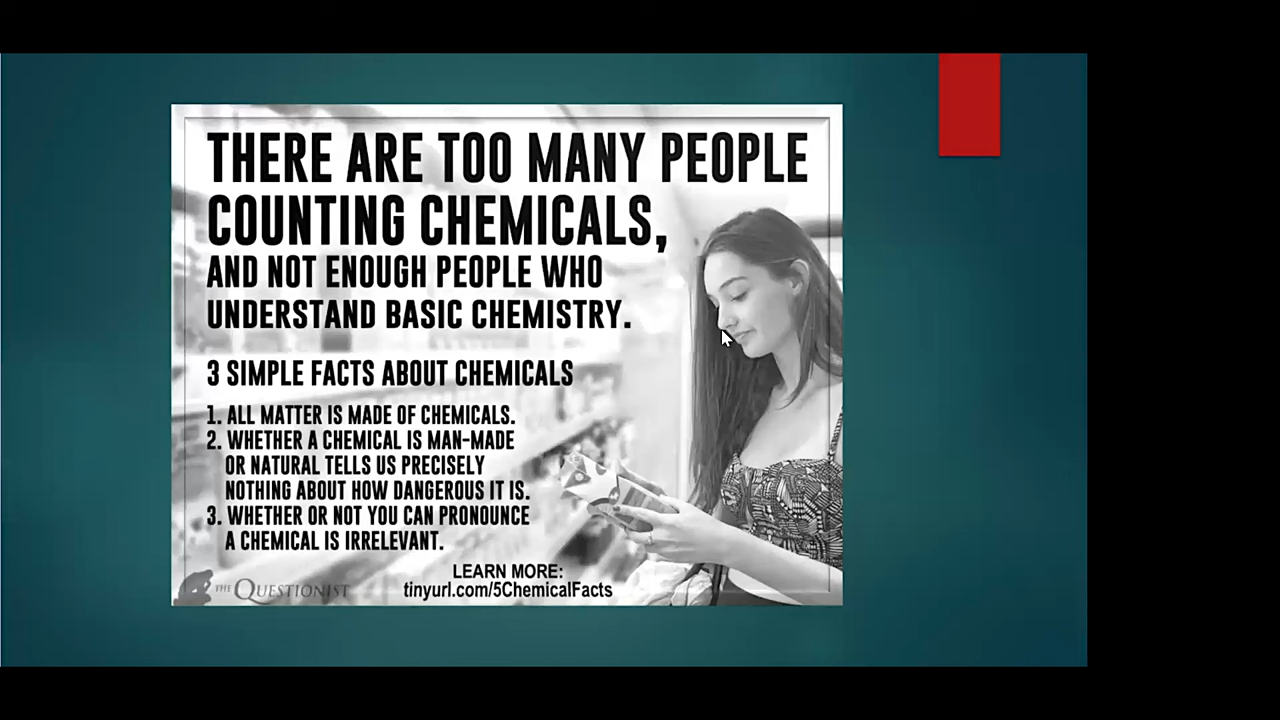 THERE ARE TOO MANY PEOPLE
COUNTING CHEMICALS,
AND NOT ENOUGH PEOPLE WHO
UNDERSTAND BASIC CHEMISTRY.
3 SIMPLE FACTS ABOUT CHEMICALS
1. ALL MATTER IS MADE OF CHEMICALS.
2. WHETHER A CHEMICAL IS MAN-MADE
OR NATURAL TELLS US PRECISELY
NOTHING ABOUT HOW DANGEROUS IT IS.
3. WHETHER OR NOT YOU CAN PRONOUNCE
A CHEMICAL IS IRRELEVANT.
LEARN MORE:
THE QUESTIONIST
tinyurl.com/5ChemicalFacts